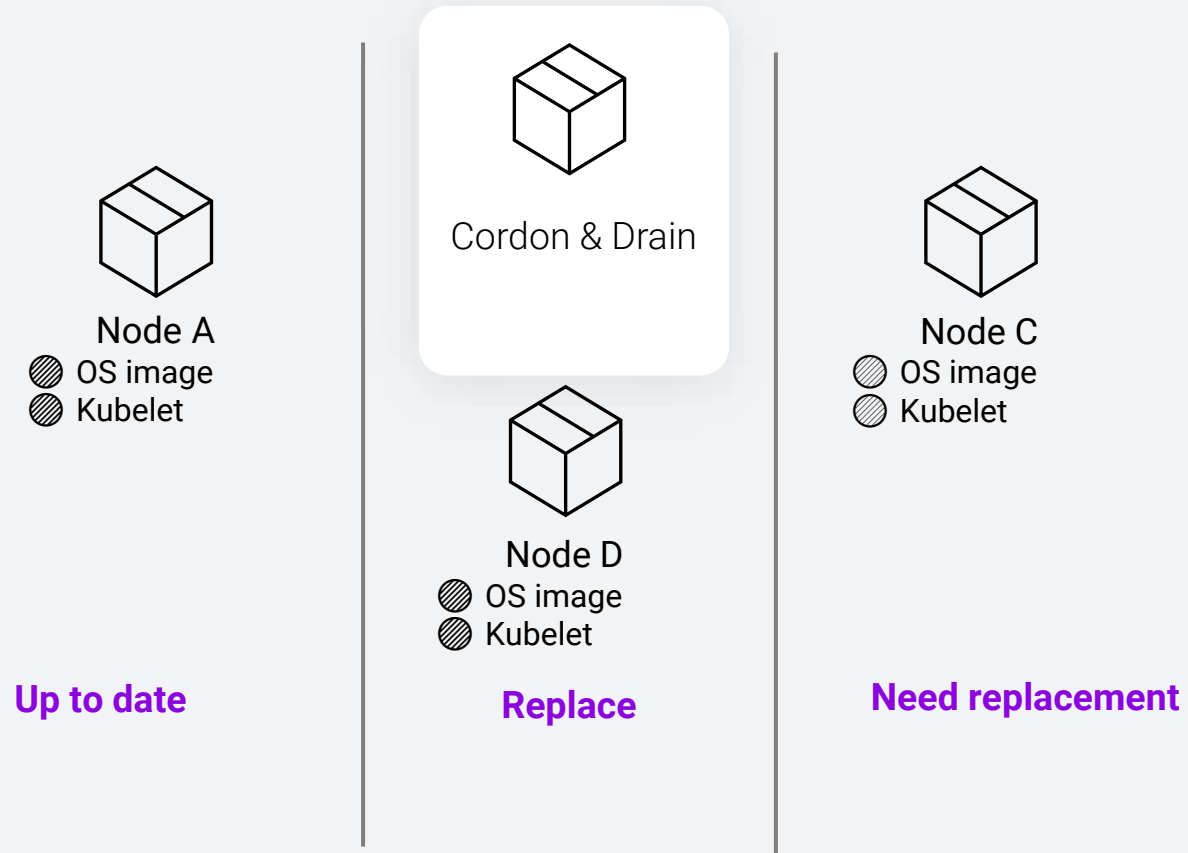 Node A
OS image
Kubelet
Up to date
Cordon & Drain
Node D
OS image
Kubelet
Replace
Node C
OS image
Kubelet
Need replacement